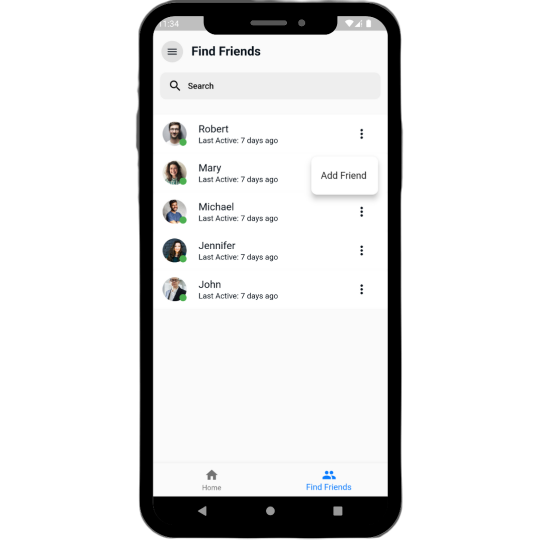 11:34
Find Friends
Search
Robert
Last Active: 7 days ago
Mary
Last Active: 7 days ago
Add Friend
Michael
Last Active: 7 days ago
Jennifer
Last Active: 7 days ago
John
Last Active: 7 days ago
Home
Find Friends